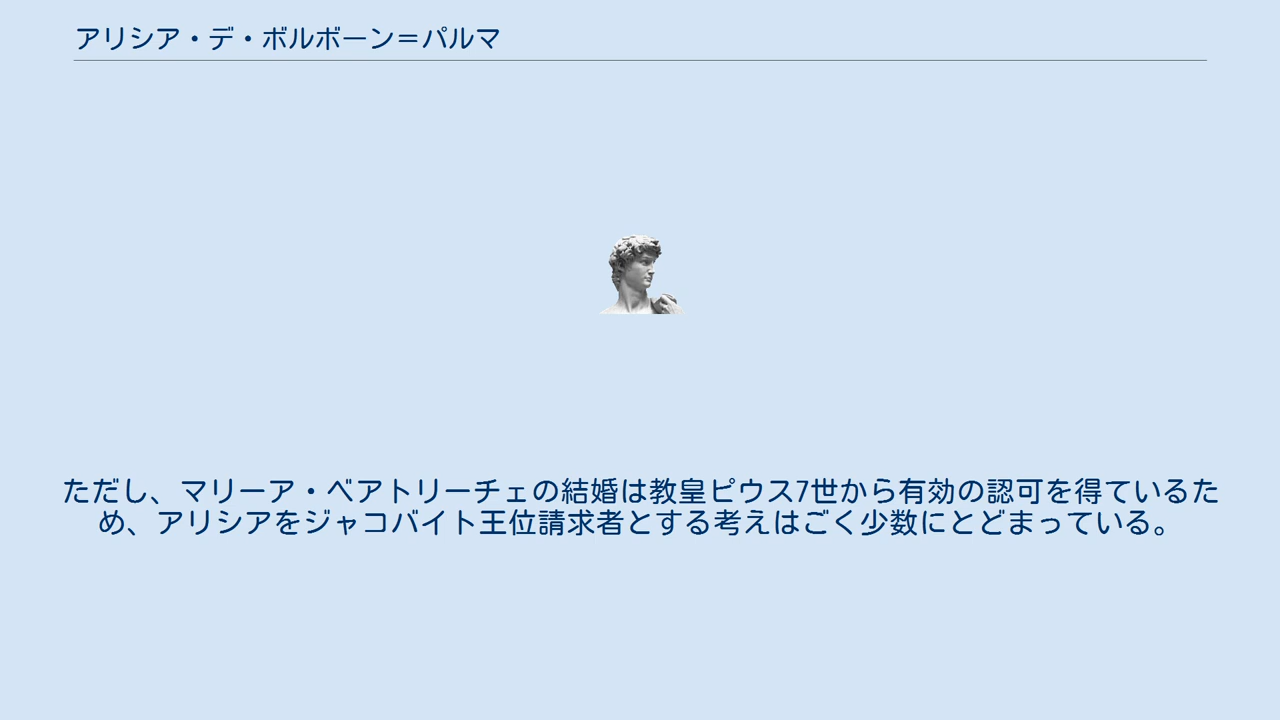 アリシア・デ・ボルボーン＝パルマ
ただし、マリーア・ベアトリーチェの結婚は教皇ピウス7世から有効の認可を得ているた
め、アリシアをジャコバイト王位請求者とする考えはごく少数にとどまっている。